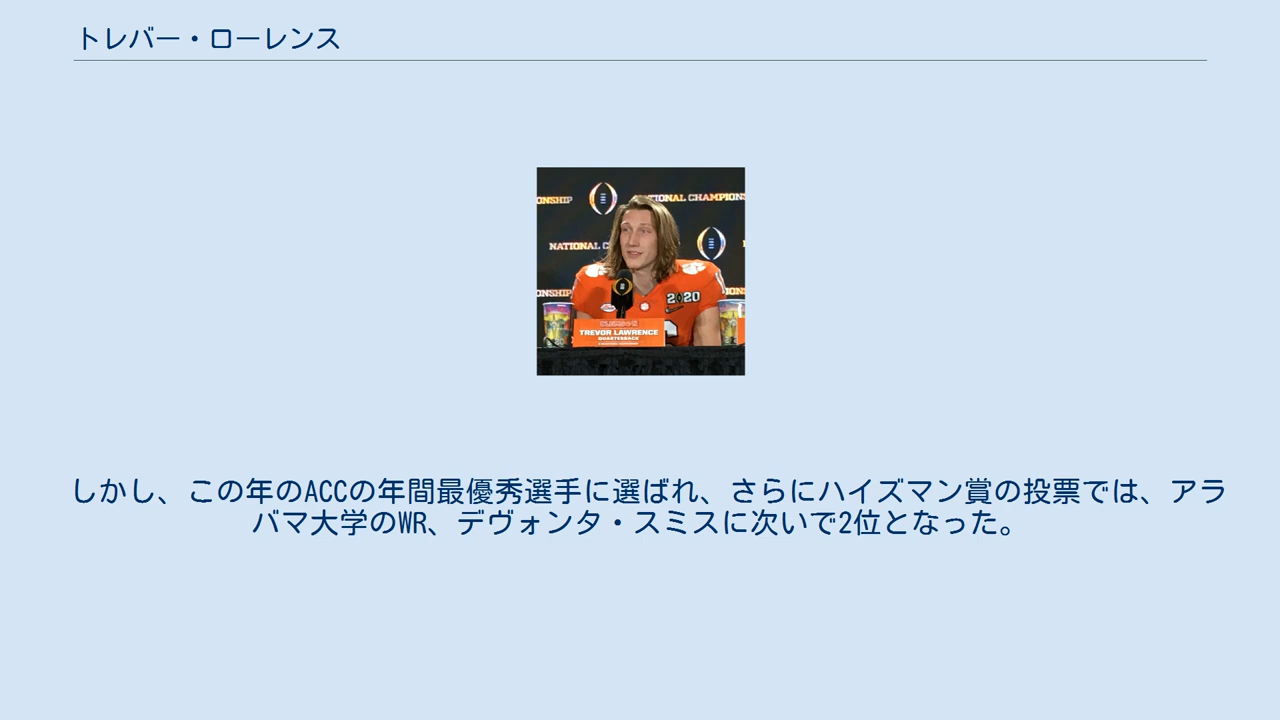 トレバー・ローレンス
ONSHIP
NATIONAL C
ONSHIP
2020
TREVOR LAWRENCE
QUARTERBACK
しかし、この年のACCの年間最優秀選手に選ばれ、さらにハイズマン賞の投票では、アラ
バマ大学のWR、デヴォンタ・スミスに次いで2位となった。